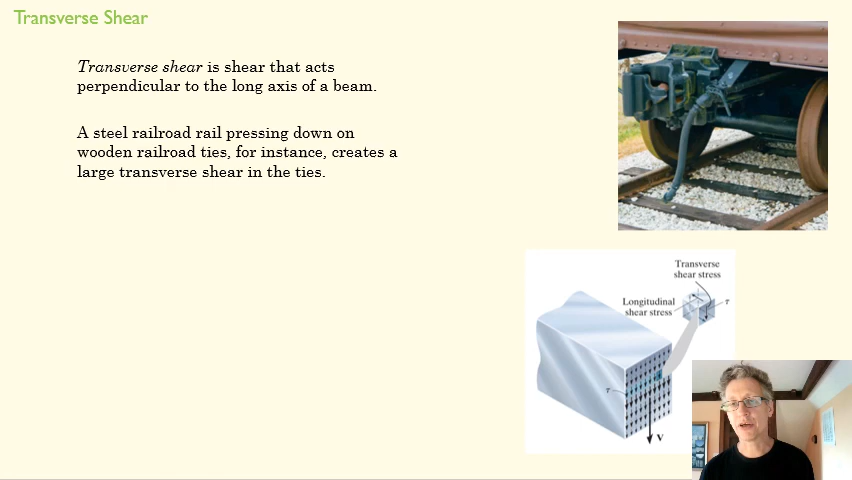 Transverse Shear
Transverse shear is shear that acts
perpendicular to the long axis of a beam.
A steel railroad rail pressing down on
wooden railroad ties, for instance, creates a
large transverse shear in the ties.
Transverse
shear stress
Longitudinal
shear stress
τ
τ
V